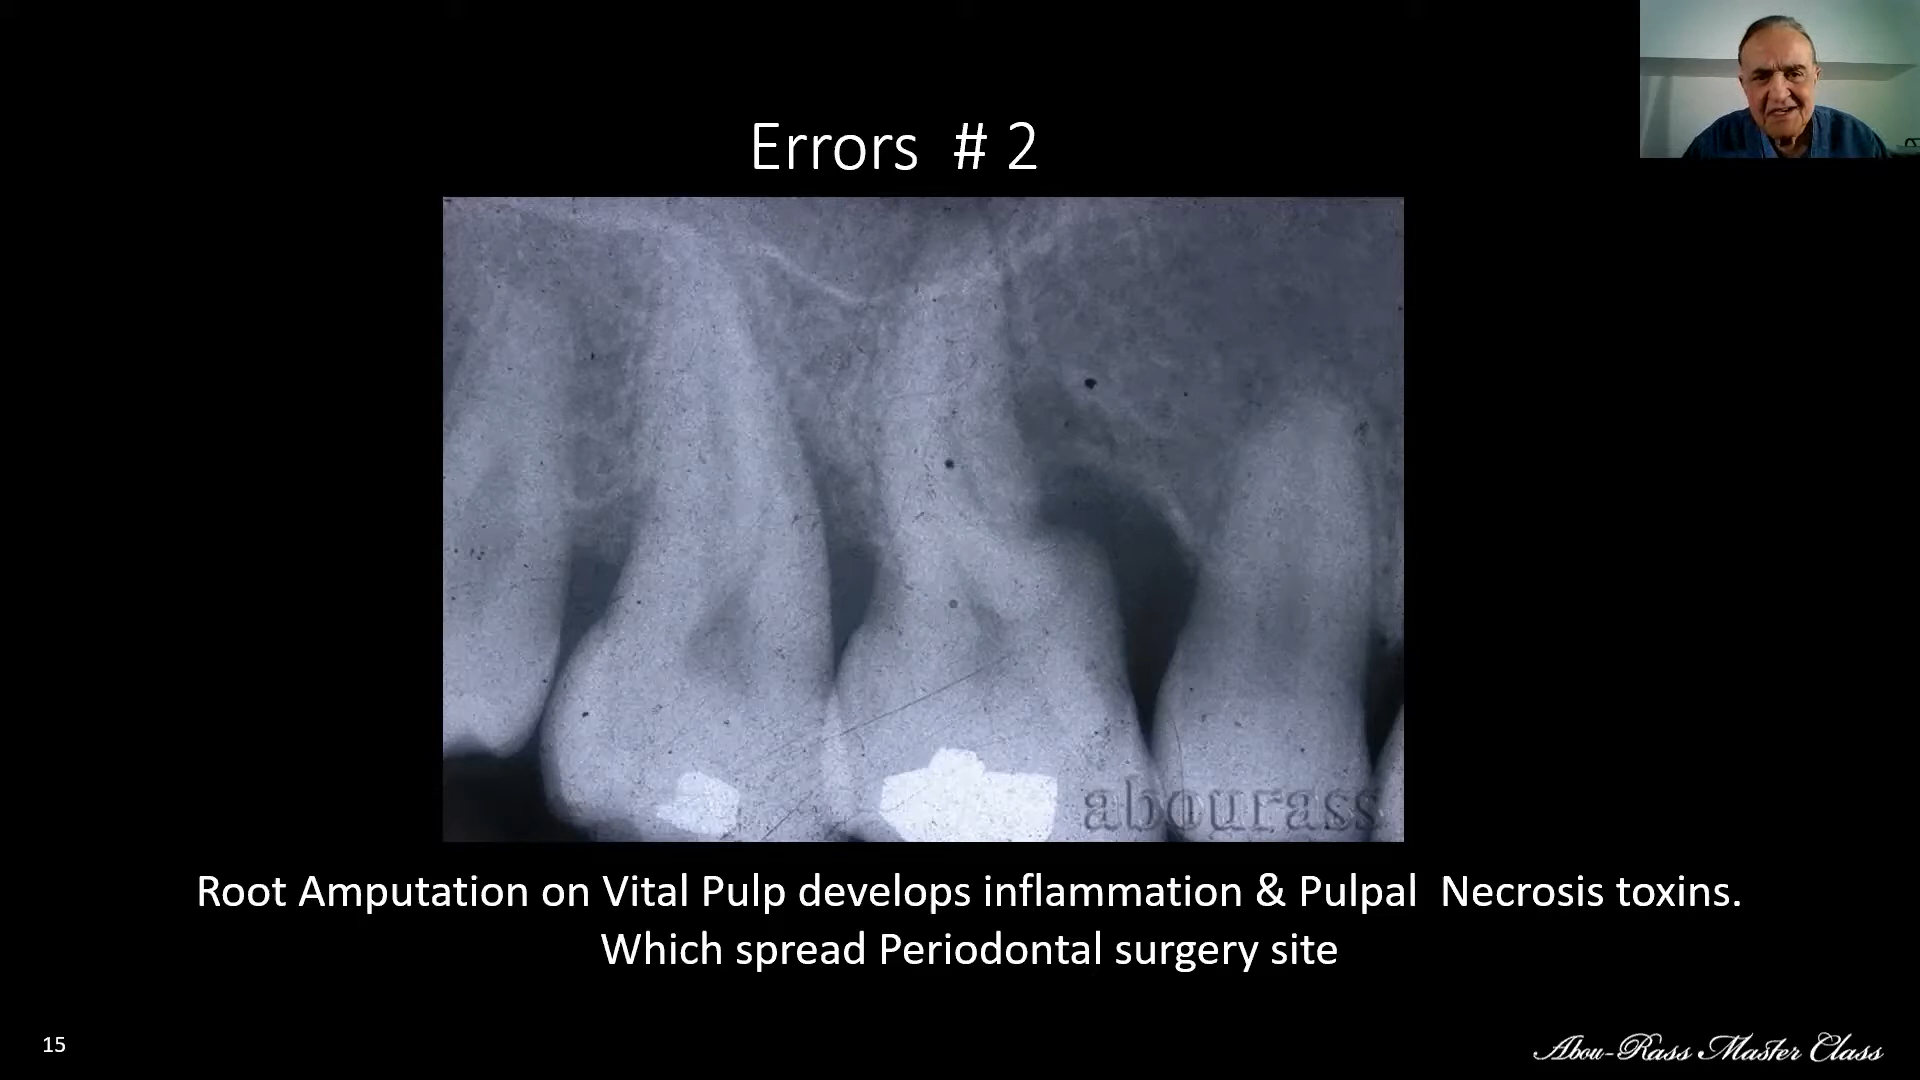 Errors # 2
abourass
Root Amputation on Vital Pulp develops inflammation & Pulpal Necrosis toxins.
Which spread Periodontal surgery site
15
Abou-Rass Master Class